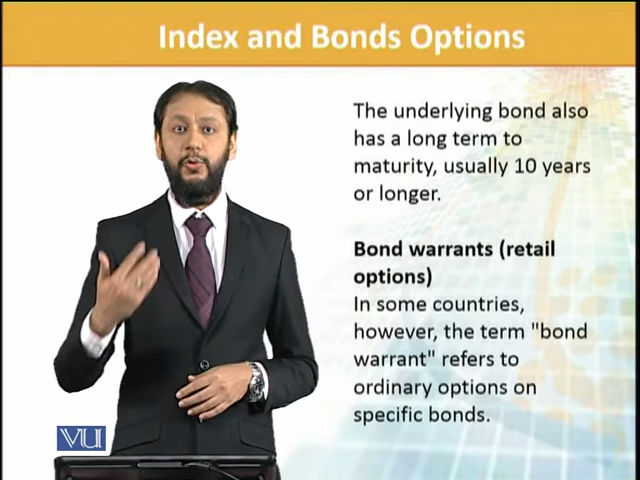 Index and Bonds Options
The underlying bond also
has a long term to
maturity, usually 10 years
or longer.
Bond warrants (retail
options)
In some countries,
however, the term "bond
warrant" refers to
ordinary options on
specific bonds.
VU